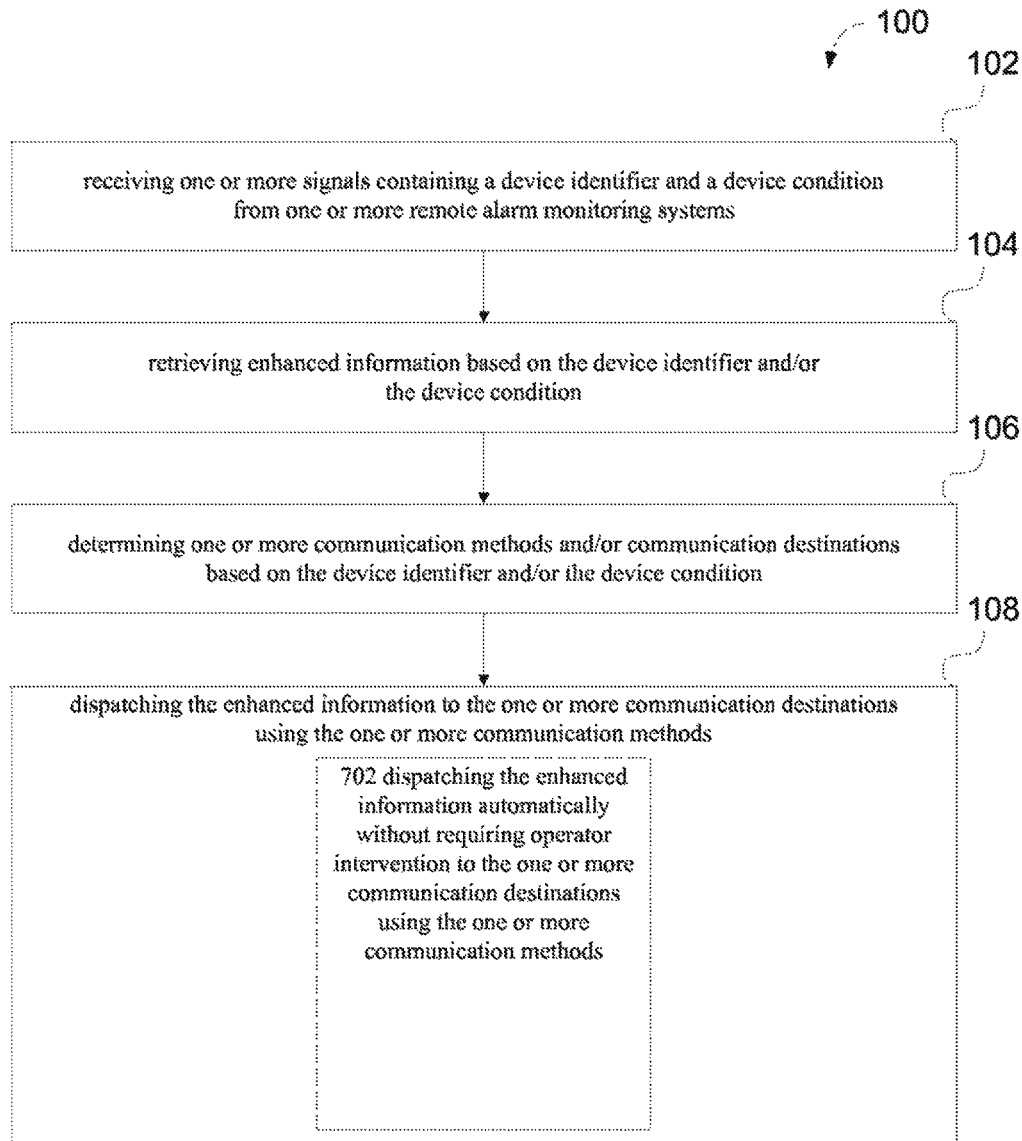 100
102
receiving one or more signals containing a device identifier and a device condition
from one or more remote alarm monitoring systems
104
retrieving enhanced information based on the device identifier and/or
the device condition
106
determining one or more communication methods and/or communication destinations
based on the device identifier and/or the device condition
108
dispatching the enhanced information to the one or more communication destinations
using the one or more communication methods
702 dispatching the enhanced
information automatically
without requiring operator
intervention to the one or more
communication destinations
using the one or more
communication methods